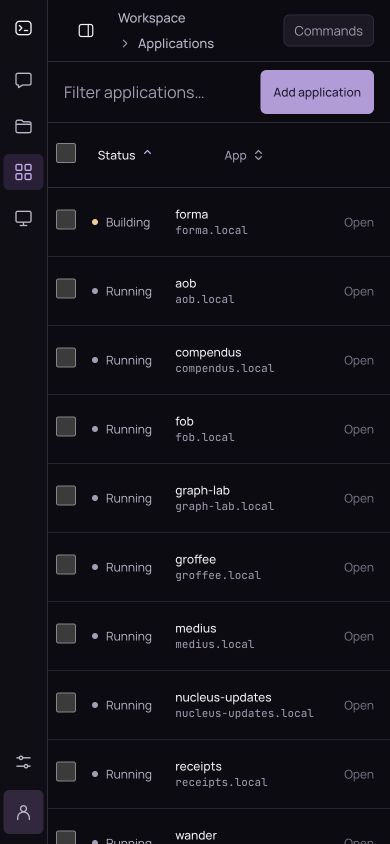 Workspace
Applications
Commands
Filter applications…
Add application
Status App
Building forma Open
forma.local
Running aob Open
aob.local
Running compendus Open
compendus.local
Running fob Open
fob.local
Running graph-lab Open
graph-lab.local
Running groffee Open
groffee.local
Running medius Open
medius.local
Running nucleus-updates Open
nucleus-updates.local
Running receipts Open
receipts.local
Running wander Open